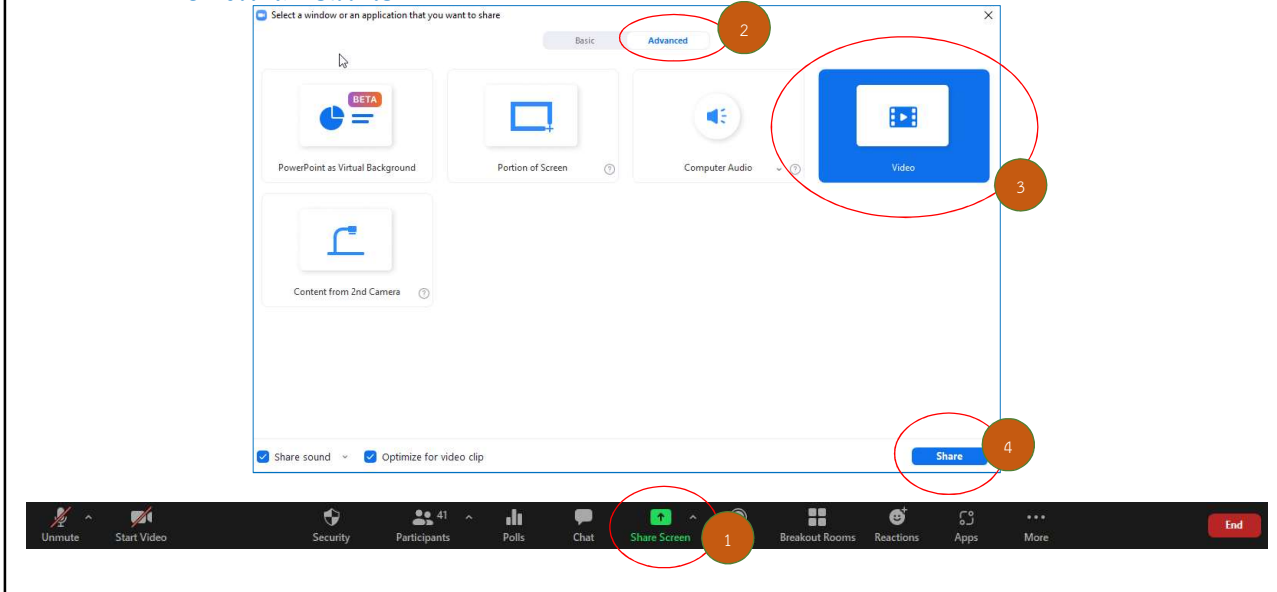 Select a window or an application that you want to share
Basic Advanced 2
BETA
PowerPoint as Virtual Background Portion of Screen Computer Audio Video
3
Content from 2nd Camera
Share sound Optimize for video clip Share 4
41
Unmute Start Video Security Participants Polls Chat Share Screen 1 Breakout Rooms Reactions Apps More End